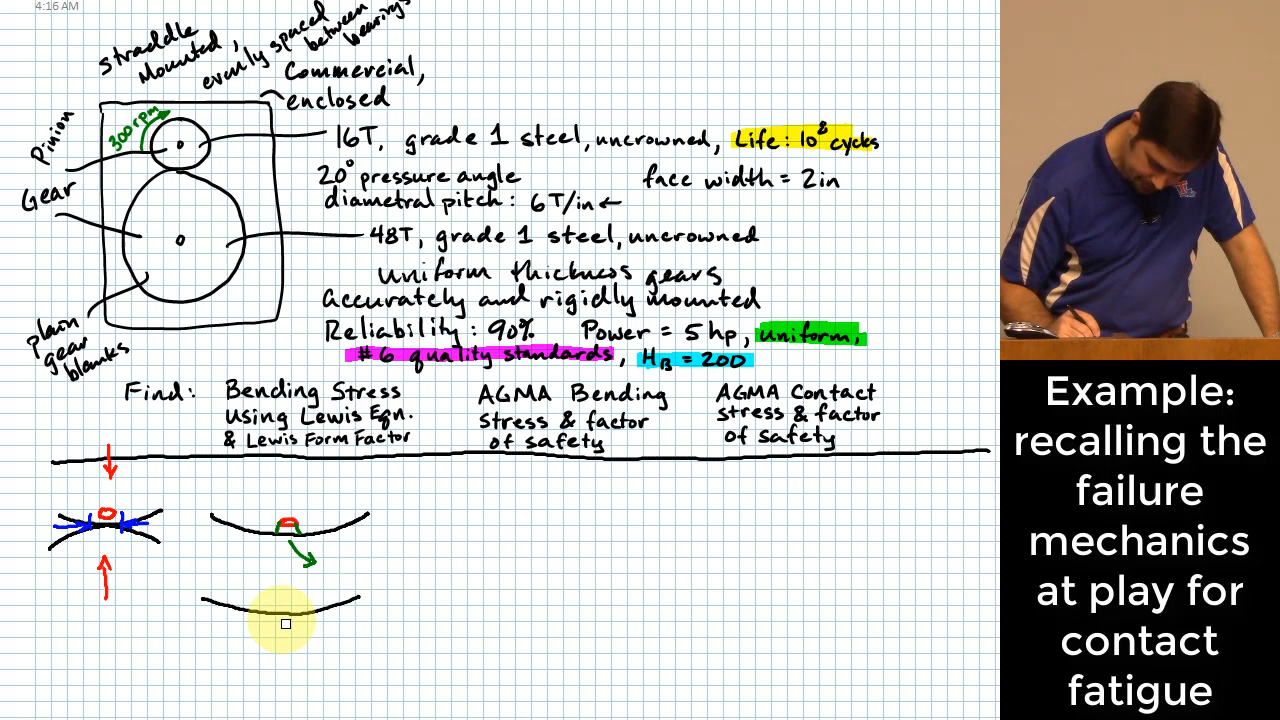 4:16 AM
straddle
Mounted,
evenly spaced
between
bearings
Commercial,
enclosed
300 rpm
Pinion
Gear
16T, grade 1 steel, uncrowned, Life: 10⁸ cycks
20° pressure angle
face width = 2in
diametral pitch: 6T/in ←
48T, grade 1 steel, uncrowned
uniform thickness gears
accurately and rigidly mounted
Reliability: 90% Power = 5 hp, uniform,
#6 quality standards, H_B = 200
plain
gear
blanks
Find:
Bending Stress
Using Lewis Eqn.
& Lewis Form Factor
AGMA Bending
stress & factor
of safety
AGMA Contact
stress & factor
of safety
Example:
recalling the
failure
mechanics
at play for
contact
fatigue